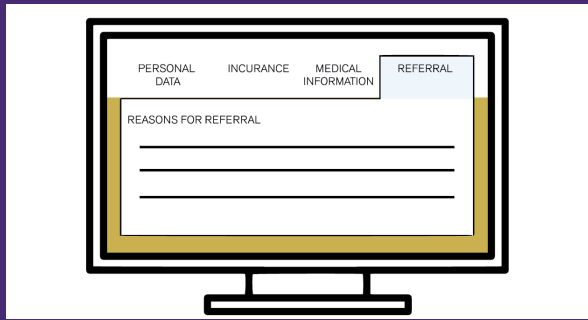 PERSONAL DATA
INCURANCE
MEDICAL INFORMATION
REFERRAL
REASONS FOR REFERRAL